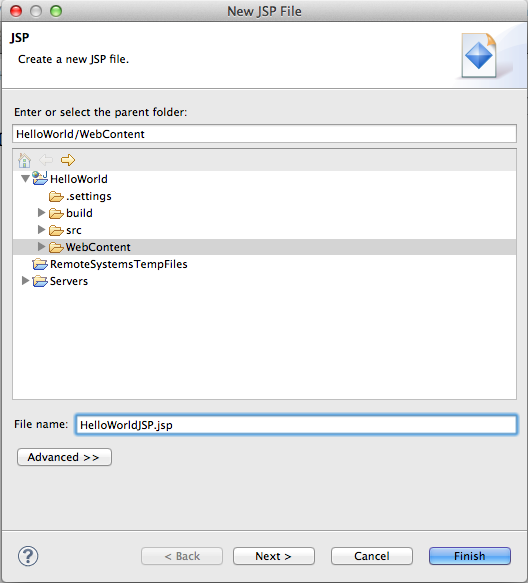 New JSP File
JSP
Create a new JSP file.
Enter or select the parent folder:
HelloWorld/WebContent
HelloWorld
.settings
build
src
WebContent
RemoteSystemsTempFiles
Servers
File name: HelloWorldJSP.jsp
Advanced >>
? < Back Next > Cancel Finish